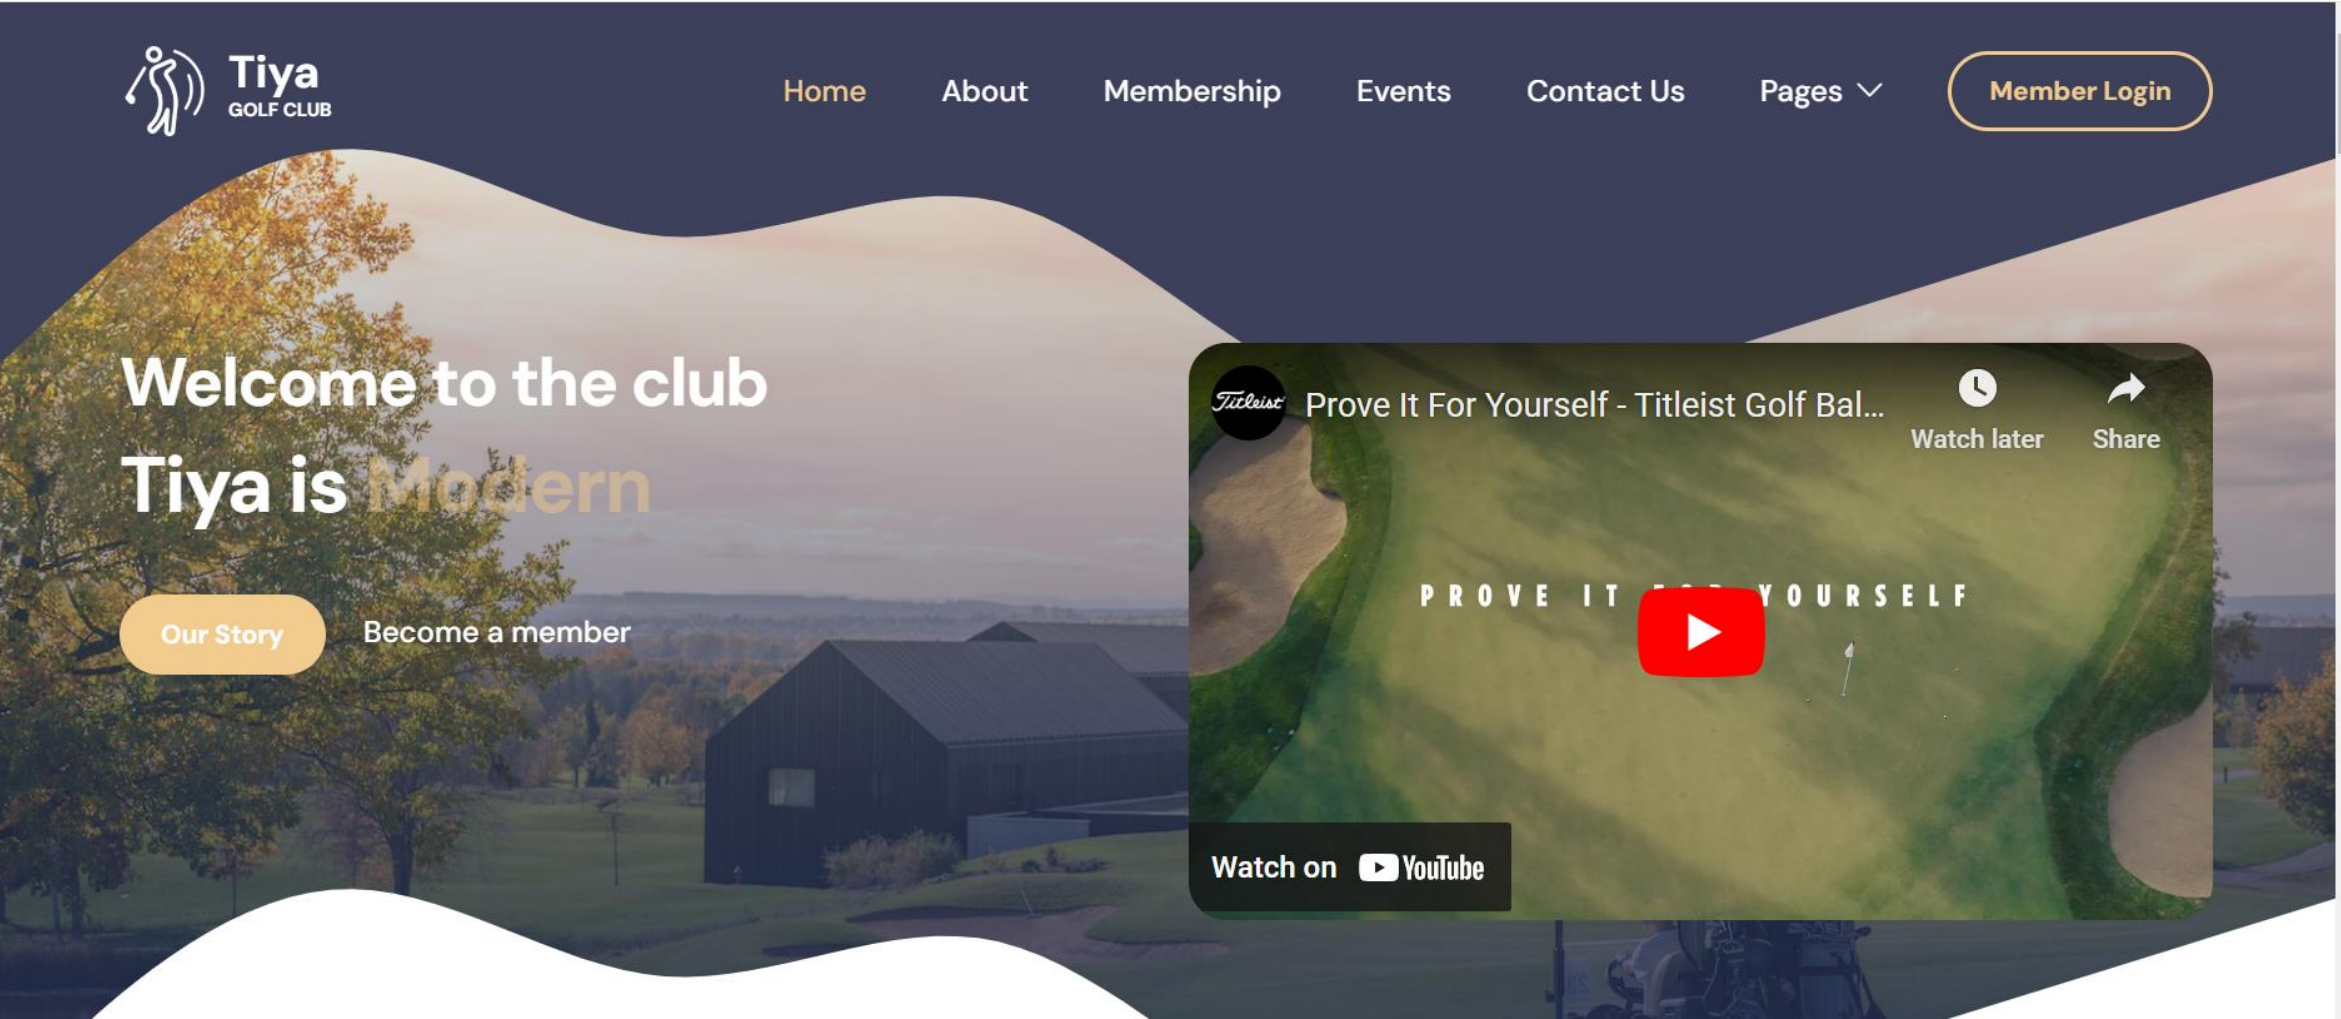 Tiya
GOLF CLUB
Home
About
Membership
Events
Contact Us
Pages
Member Login
Welcome to the club
Tiya is Modern
Our Story
Become a member
Titleist
Prove It For Yourself - Titleist Golf Bal...
Watch later
Share
PROVE IT YOURSELF
Watch on YouTube